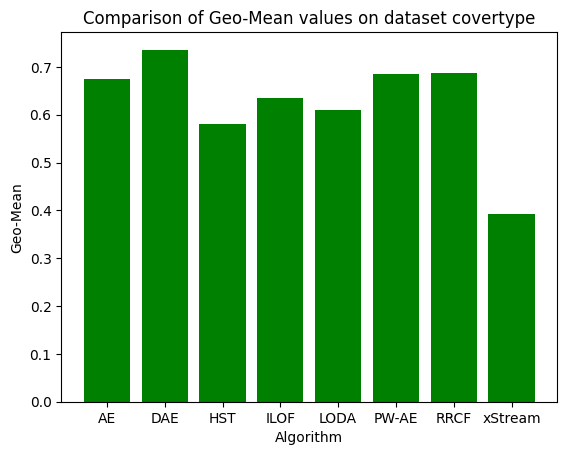 Comparison of Geo-Mean values on dataset covertype
Geo-Mean
0.7
0.6
0.5
0.4
0.3
0.2
0.1
0.0
AE DAE HST ILOF LODA PW-AE RRCF xStream
Algorithm